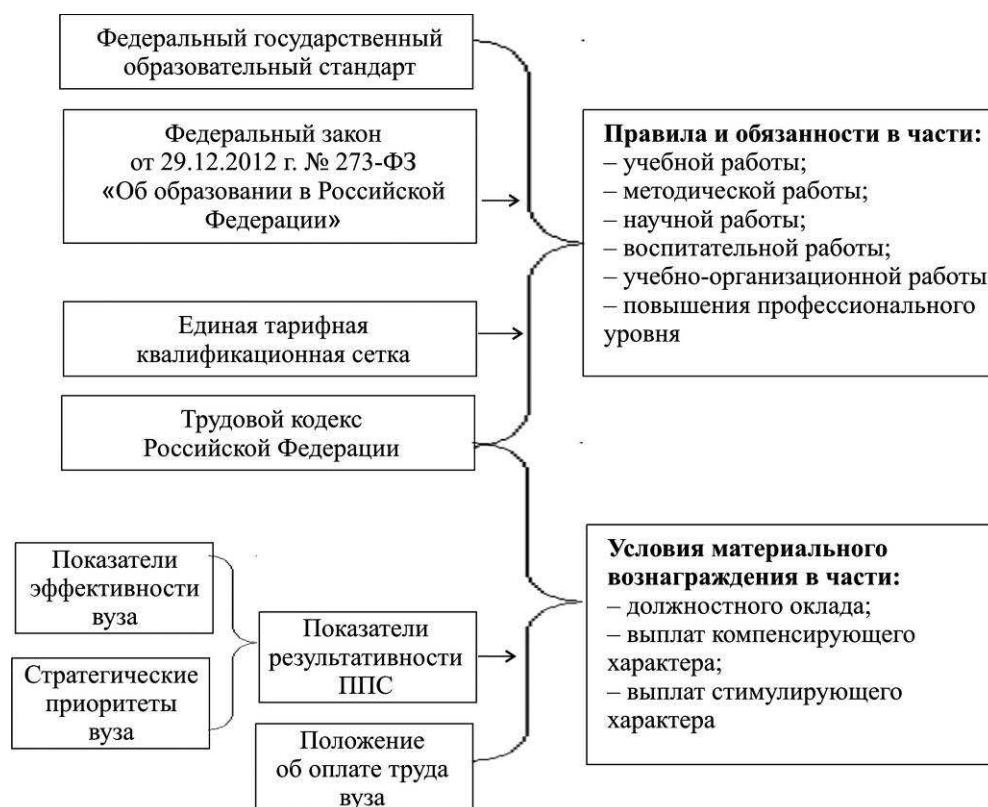 Федеральный государственный
образовательный стандарт
Федеральный закон
от 29.12.2012 г. № 273-ФЗ
«Об образовании в Российской
Федерации»
Единая тарифная
квалификационная сетка
Трудовой кодекс
Российской Федерации
Правила и обязанности в части:
– учебной работы;
– методической работы;
– научной работы;
– воспитательной работы;
– учебно-организационной работы
– повышения профессионального
уровня
Показатели
эффективности
вуза
Стратегические
приоритеты
вуза
Показатели
результативности
ППС
Положение
об оплате труда
вуза
Условия материального
вознаграждения в части:
– должностного оклада;
– выплат компенсирующего
характера;
– выплат стимулирующего
характера